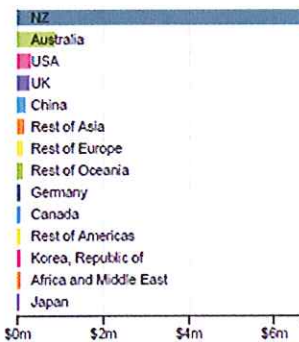 NZ
Australia
USA
UK
China
Rest of Asia
Rest of Europe
Rest of Oceania
Germany
Canada
Rest of Americas
Korea, Republic of
Africa and Middle East
Japan
$0m $2m $4m $6m